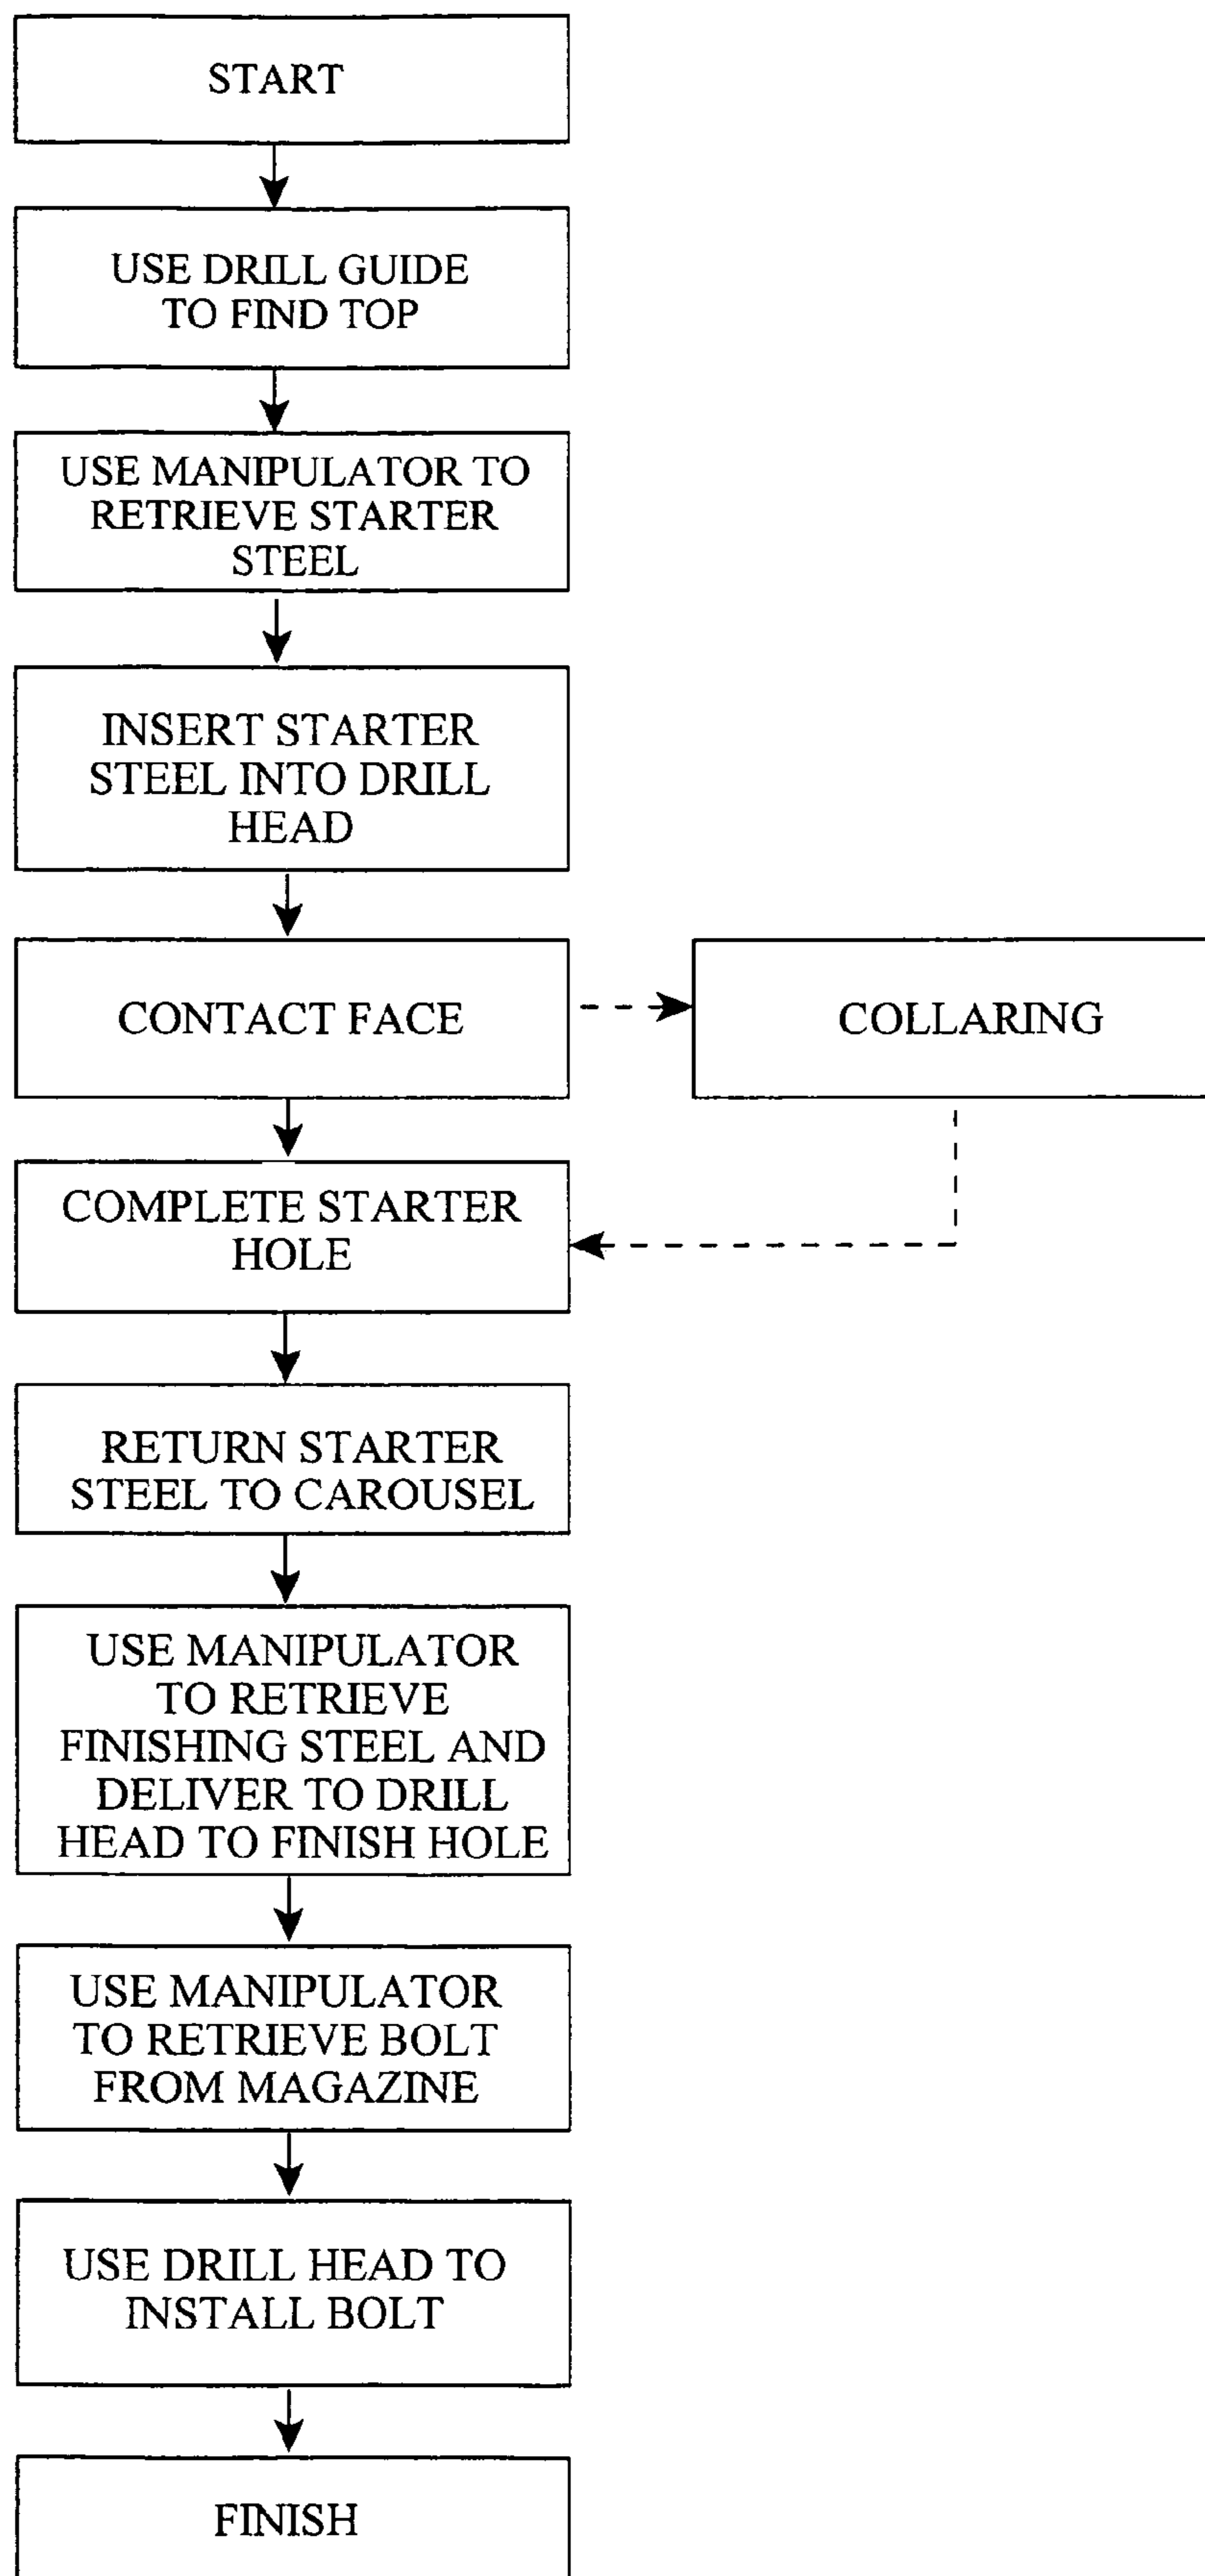 START
USE DRILL GUIDE
TO FIND TOP
USE MANIPULATOR TO
RETRIEVE STARTER
STEEL
INSERT STARTER
STEEL INTO DRILL
HEAD
CONTACT FACE
COLLARING
COMPLETE STARTER
HOLE
RETURN STARTER
STEEL TO CAROUSEL
USE MANIPULATOR
TO RETRIEVE
FINISHING STEEL AND
DELIVER TO DRILL
HEAD TO FINISH HOLE
USE MANIPULATOR
TO RETRIEVE BOLT
FROM MAGAZINE
USE DRILL HEAD TO
INSTALL BOLT
FINISH